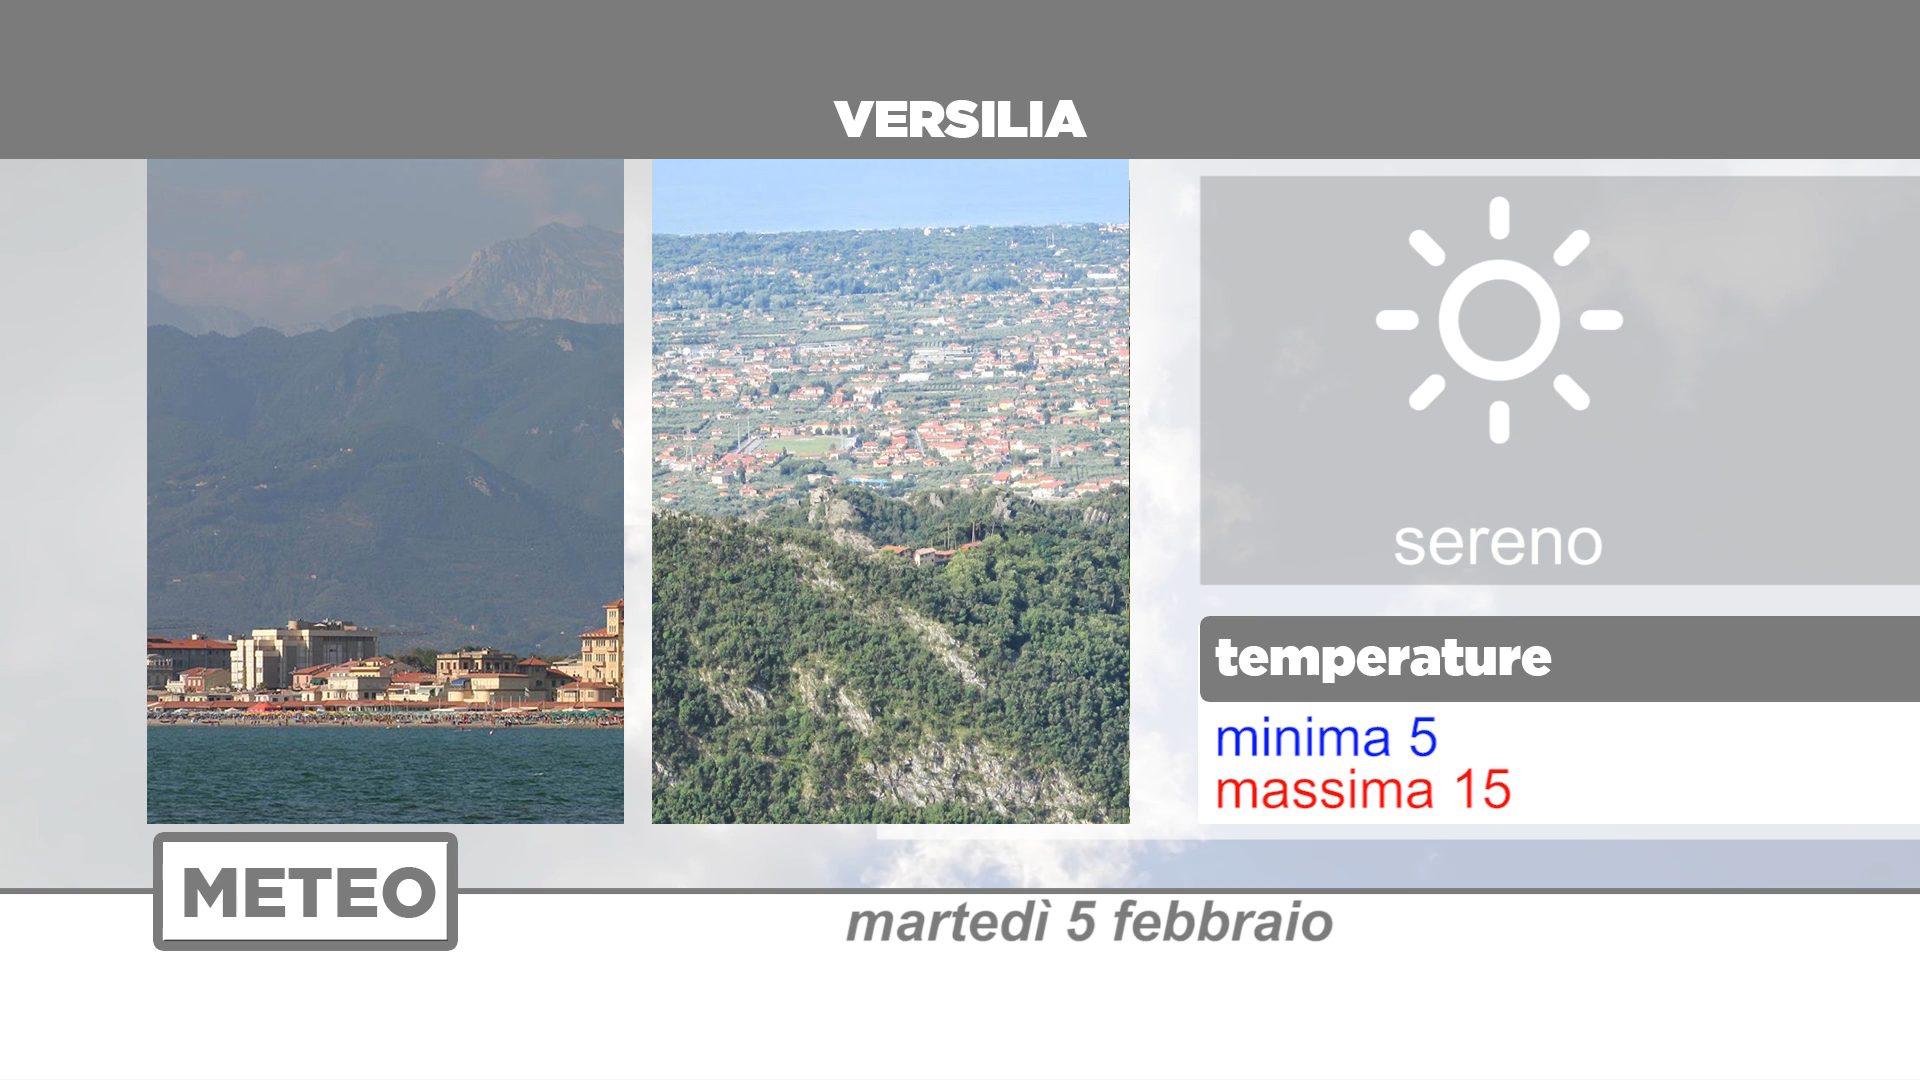 VERSILIA
sereno
temperature
minima 5
massima 15
METEO
martedì 5 febbraio